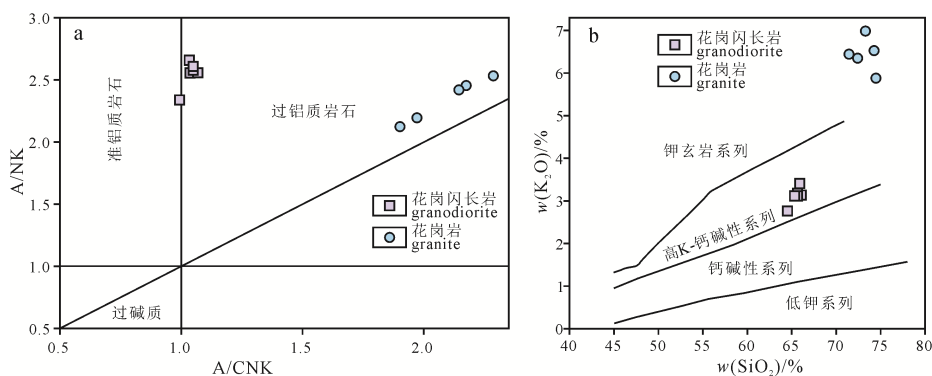 a
3.0
2.5
2.0
1.5
1.0
0.5
A/NK
准铝质岩石
过铝质岩石
过碱质
花岗闪长岩
granodiorite
花岗岩
granite
0.5
1.0
1.5
2.0
A/CNK
b
7
6
5
4
3
2
1
0
w(K₂O)/%
花岗闪长岩
granodiorite
花岗岩
granite
钾玄岩系列
高K-钙碱性系列
钙碱性系列
低钾系列
40
45
50
55
60
65
70
75
80
w(SiO₂)/%